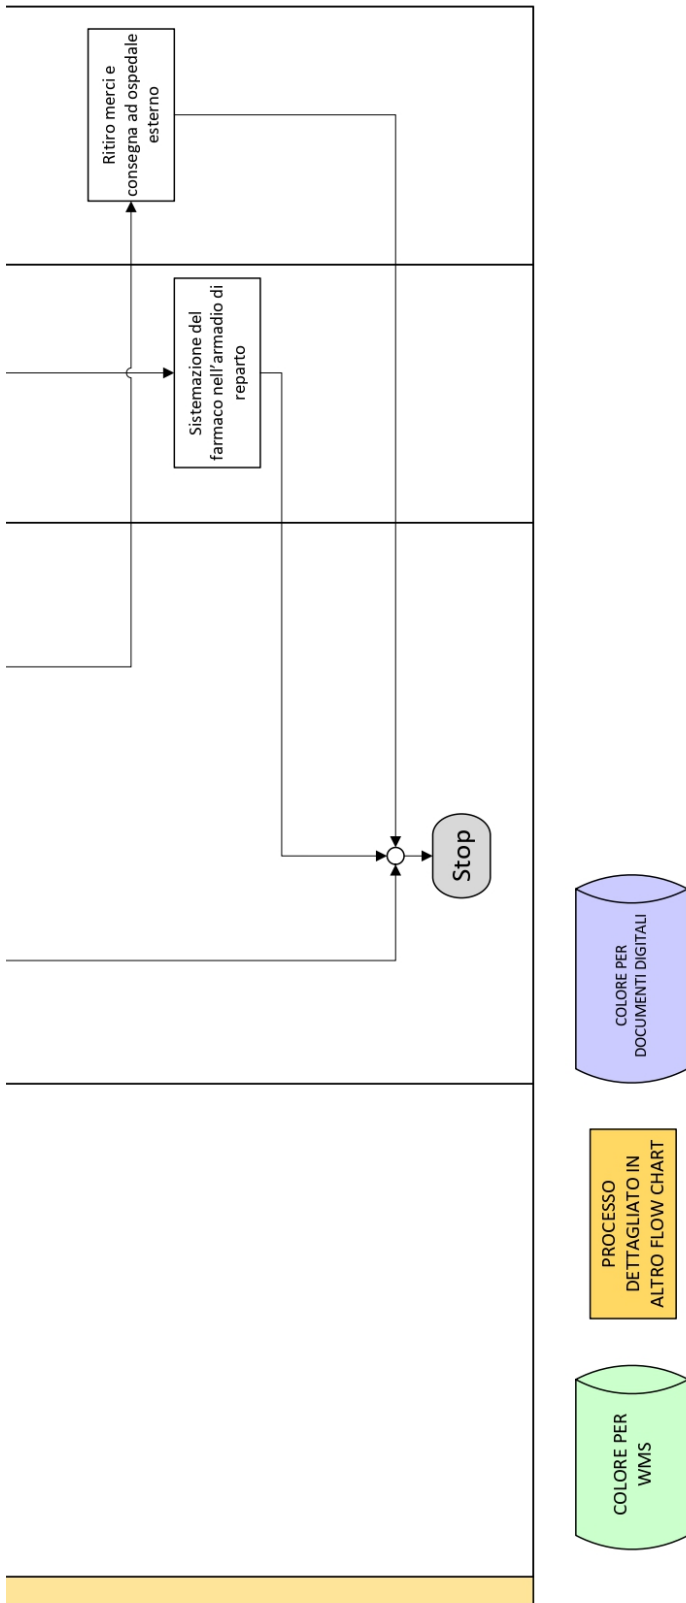 Ritiro merci e
consegna ad ospedale
esterno
Sistemazione del
farmaco nell'armadio di
reparto
Stop
COLORE PER
DOCUMENTI DIGITALI
PROCESSO
DETTAGLIATO IN
ALTRO FLOW CHART
COLORE PER
WMS